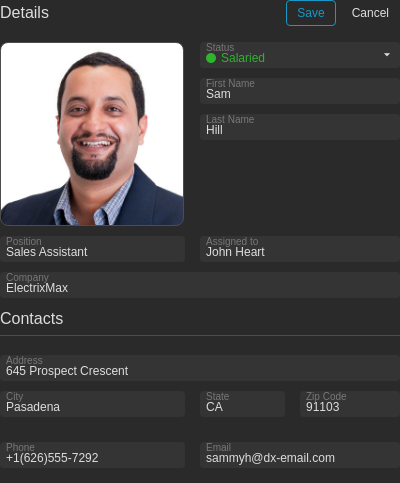 Details
Save
Cancel
Status
Salaried
First Name
Sam
Last Name
Hill
Position
Sales Assistant
Assigned to
John Heart
Company
ElectrixMax
Contacts
Address
645 Prospect Crescent
City
Pasadena
State
CA
Zip Code
91103
Phone
+1(626)555-7292
Email
sammyh@dx-email.com